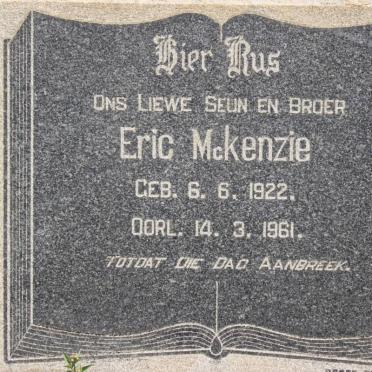 Hier Rus
ONS LIEWE SEUN EN BROER
Eric McKenzie
GEB. 6. 6. 1922.
OORL. 14. 3. 1961.
TOTDAT DIE DAG AANBREEK.